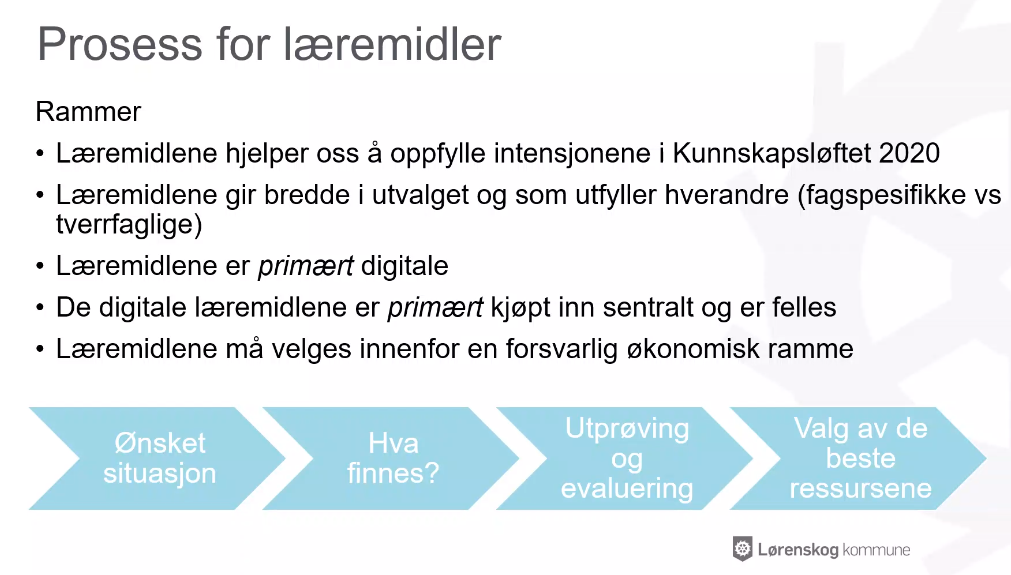 Prosess for læremidler
Rammer
• Læremidlene hjelper oss å oppfylle intensjonene i Kunnskapsløftet 2020
• Læremidlene gir bredde i utvalget og som utfyller hverandre (fagspesifikke vs
tverrfaglige)
• Læremidlene er primært digitale
• De digitale læremidlene er primært kjøpt inn sentralt og er felles
• Læremidlene må velges innenfor en forsvarlig økonomisk ramme
Ønsket
situasjon
Hva
finnes?
Utprøving
og
evaluering
Valg av de
beste
ressursene
Lørenskog kommune